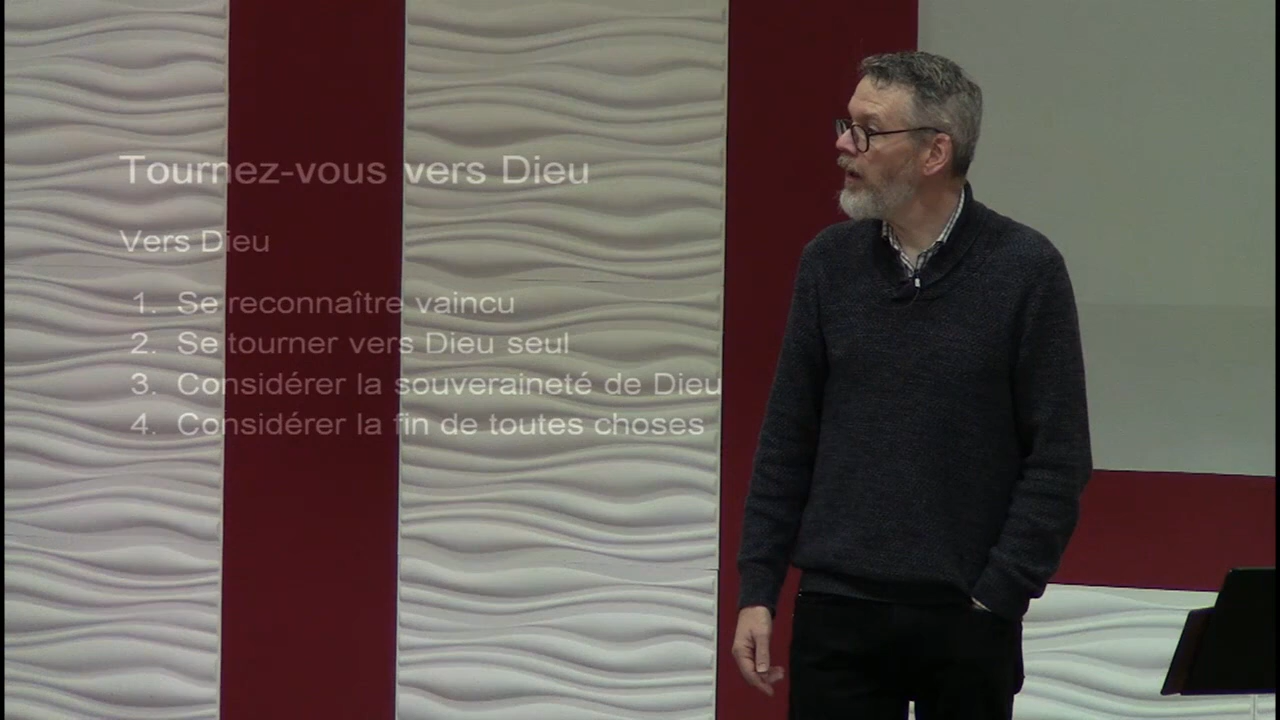 Tournez-vous vers Dieu
Vers Dieu
1. Se reconnaître vaincu
2. Se tourner vers Dieu seul
3. Considérer la souveraineté de Dieu
4. Considérer la fin de toutes choses